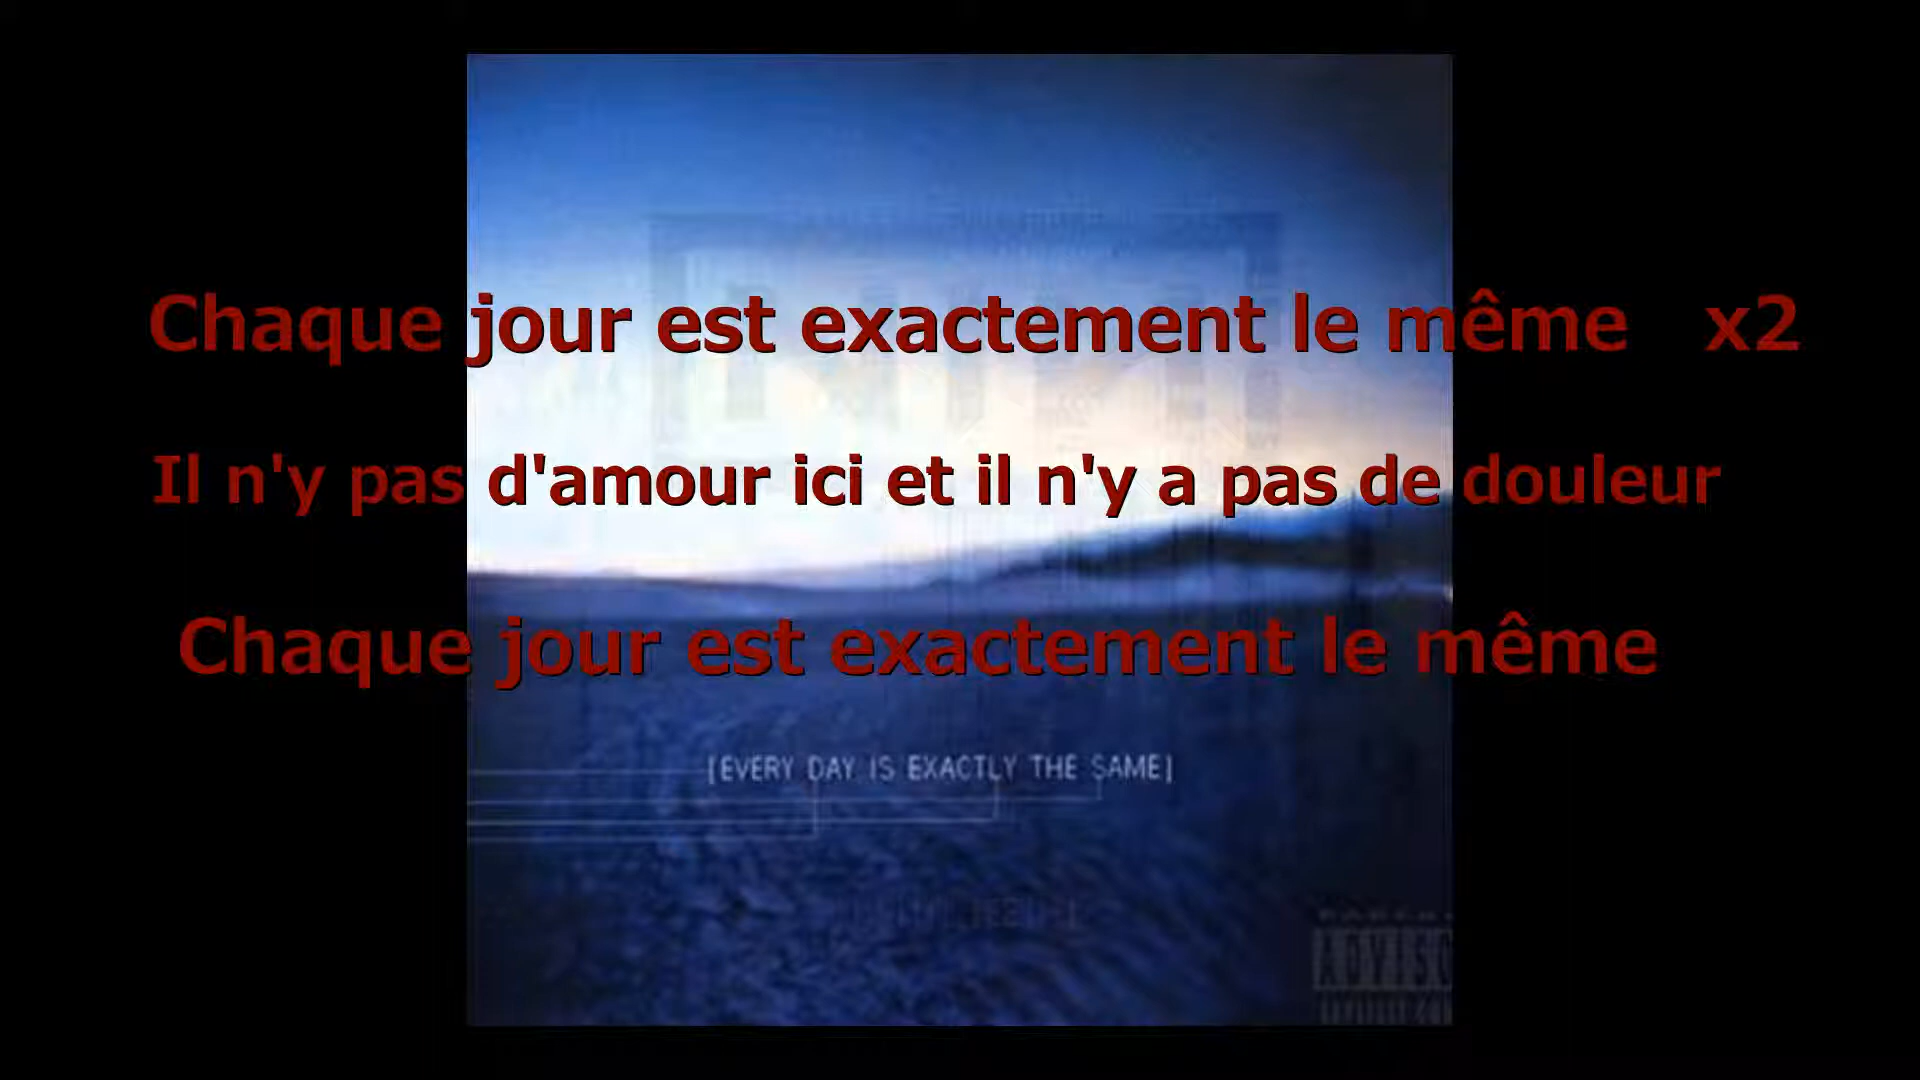 Chaque jour est exactement le même x2
Il n'y pas d'amour ici et il n'y a pas de douleur
Chaque jour est exactement le même
[EVERY DAY IS EXACTLY THE SAME]